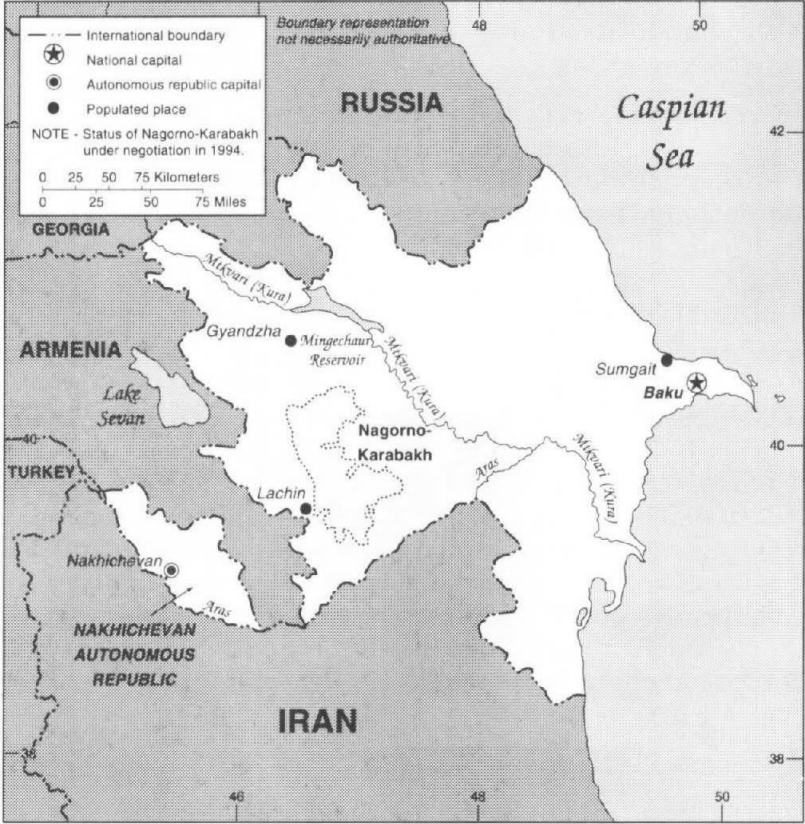 International boundary
National capital
Autonomous republic capital
Populated place
NOTE - Status of Nagorno-Karabakh
under negotiation in 1994.
0 25 50 75 Kilometers
0 25 50 75 Miles
Boundary representation
not necessarily authoritative
48
50
RUSSIA
Caspian
Sea
42
GEORGIA
Mtkvari (Kura)
Gyandzha
Mingechaur
Reservoir
Mtkvari (Kura)
ARMENIA
Lake
Sevan
Sumgait
Baku
Nagorno-
Karabakh
40
40
TURKEY
Aras
Mtkvari (Kura)
Lachin
Nakhichevan
Aras
NAKHICHEVAN
AUTONOMOUS
REPUBLIC
IRAN
38
38
46
48
50